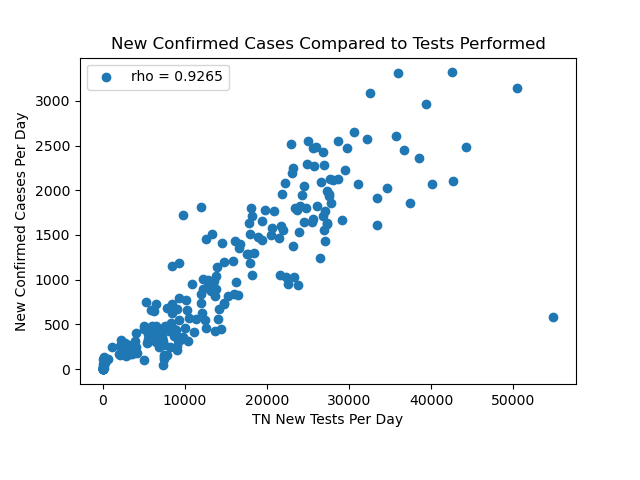 New Confirmed Cases Compared to Tests Performed
rho = 0.9265
3000
2500
2000
1500
1000
500
0
New Confirmed Caeses Per Day
0 10000 20000 30000 40000 50000
TN New Tests Per Day